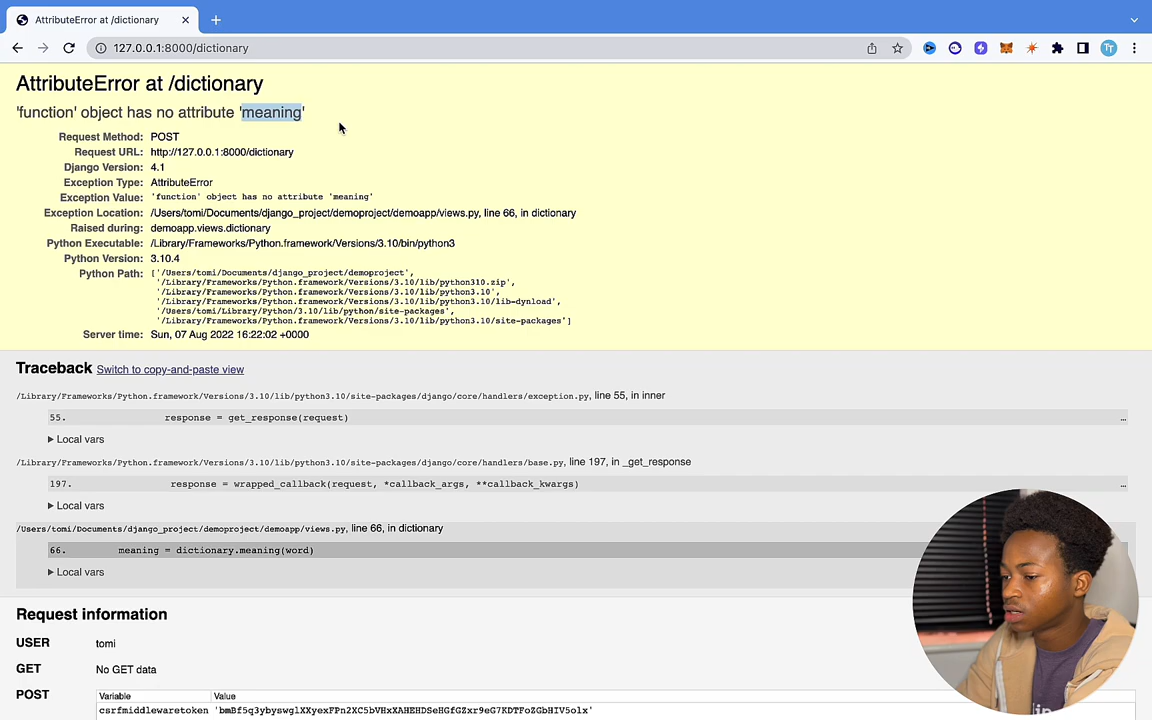 AttributeError at /dictionary
127.0.0.1:8000/dictionary
TT
AttributeError at /dictionary
'function' object has no attribute 'meaning'
Request Method: POST
Request URL: http://127.0.0.1:8000/dictionary
Django Version: 4.1
Exception Type: AttributeError
Exception Value: 'function' object has no attribute 'meaning'
Exception Location: /Users/tomi/Documents/django_project/demoproject/demoapp/views.py, line 66, in dictionary
Raised during: demoapp.views.dictionary
Python Executable: /Library/Frameworks/Python.framework/Versions/3.10/bin/python3
Python Version: 3.10.4
Python Path: ['/Users/tomi/Documents/django_project/demoproject',
'/Library/Frameworks/Python.framework/Versions/3.10/lib/python310.zip',
'/Library/Frameworks/Python.framework/Versions/3.10/lib/python3.10',
'/Library/Frameworks/Python.framework/Versions/3.10/lib/python3.10/lib-dynload',
'/Users/tomi/Library/Python/3.10/lib/python/site-packages',
'/Library/Frameworks/Python.framework/Versions/3.10/lib/python3.10/site-packages']
Server time: Sun, 07 Aug 2022 16:22:02 +0000
Traceback Switch to copy-and-paste view
/Library/Frameworks/Python.framework/Versions/3.10/lib/python3.10/site-packages/django/core/handlers/exception.py, line 55, in inner
55. response = get_response(request) …
Local vars
/Library/Frameworks/Python.framework/Versions/3.10/lib/python3.10/site-packages/django/core/handlers/base.py, line 197, in _get_response
197. response = wrapped_callback(request, *callback_args, **callback_kwargs) …
Local vars
/Users/tomi/Documents/django_project/demoproject/demoapp/views.py, line 66, in dictionary
66. meaning = dictionary.meaning(word)
Local vars
Request information
USER tomi
GET No GET data
POST Variable Value
csrfmiddlewaretoken 'bmBf5q3ybyswglXXyexFPn2XC5bVHxXAHEHDSeHGfGZxr9eG7KDTFoZGbHIV5olx'